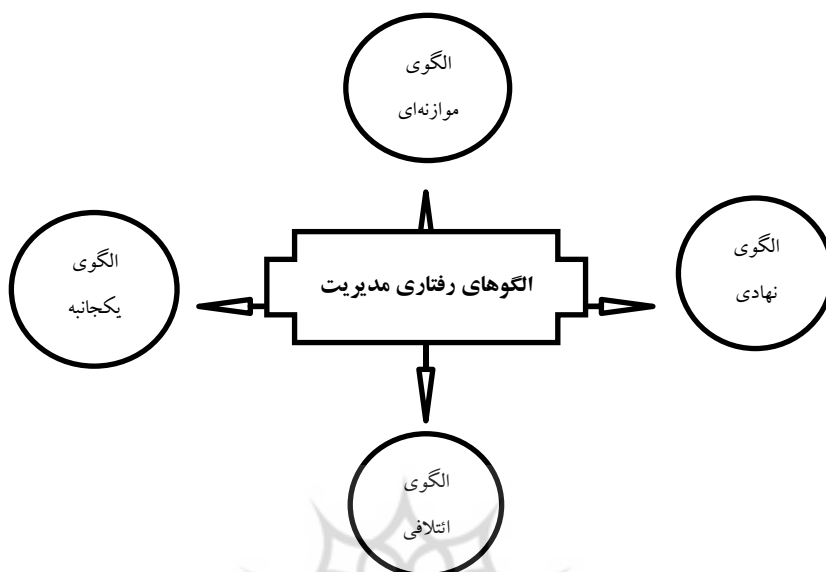 الگوی
موازنه‌ای
الگوی
نهادی
الگوهای رفتاری مدیریت
الگوی
یکجانبه
الگوی
ائتلافی